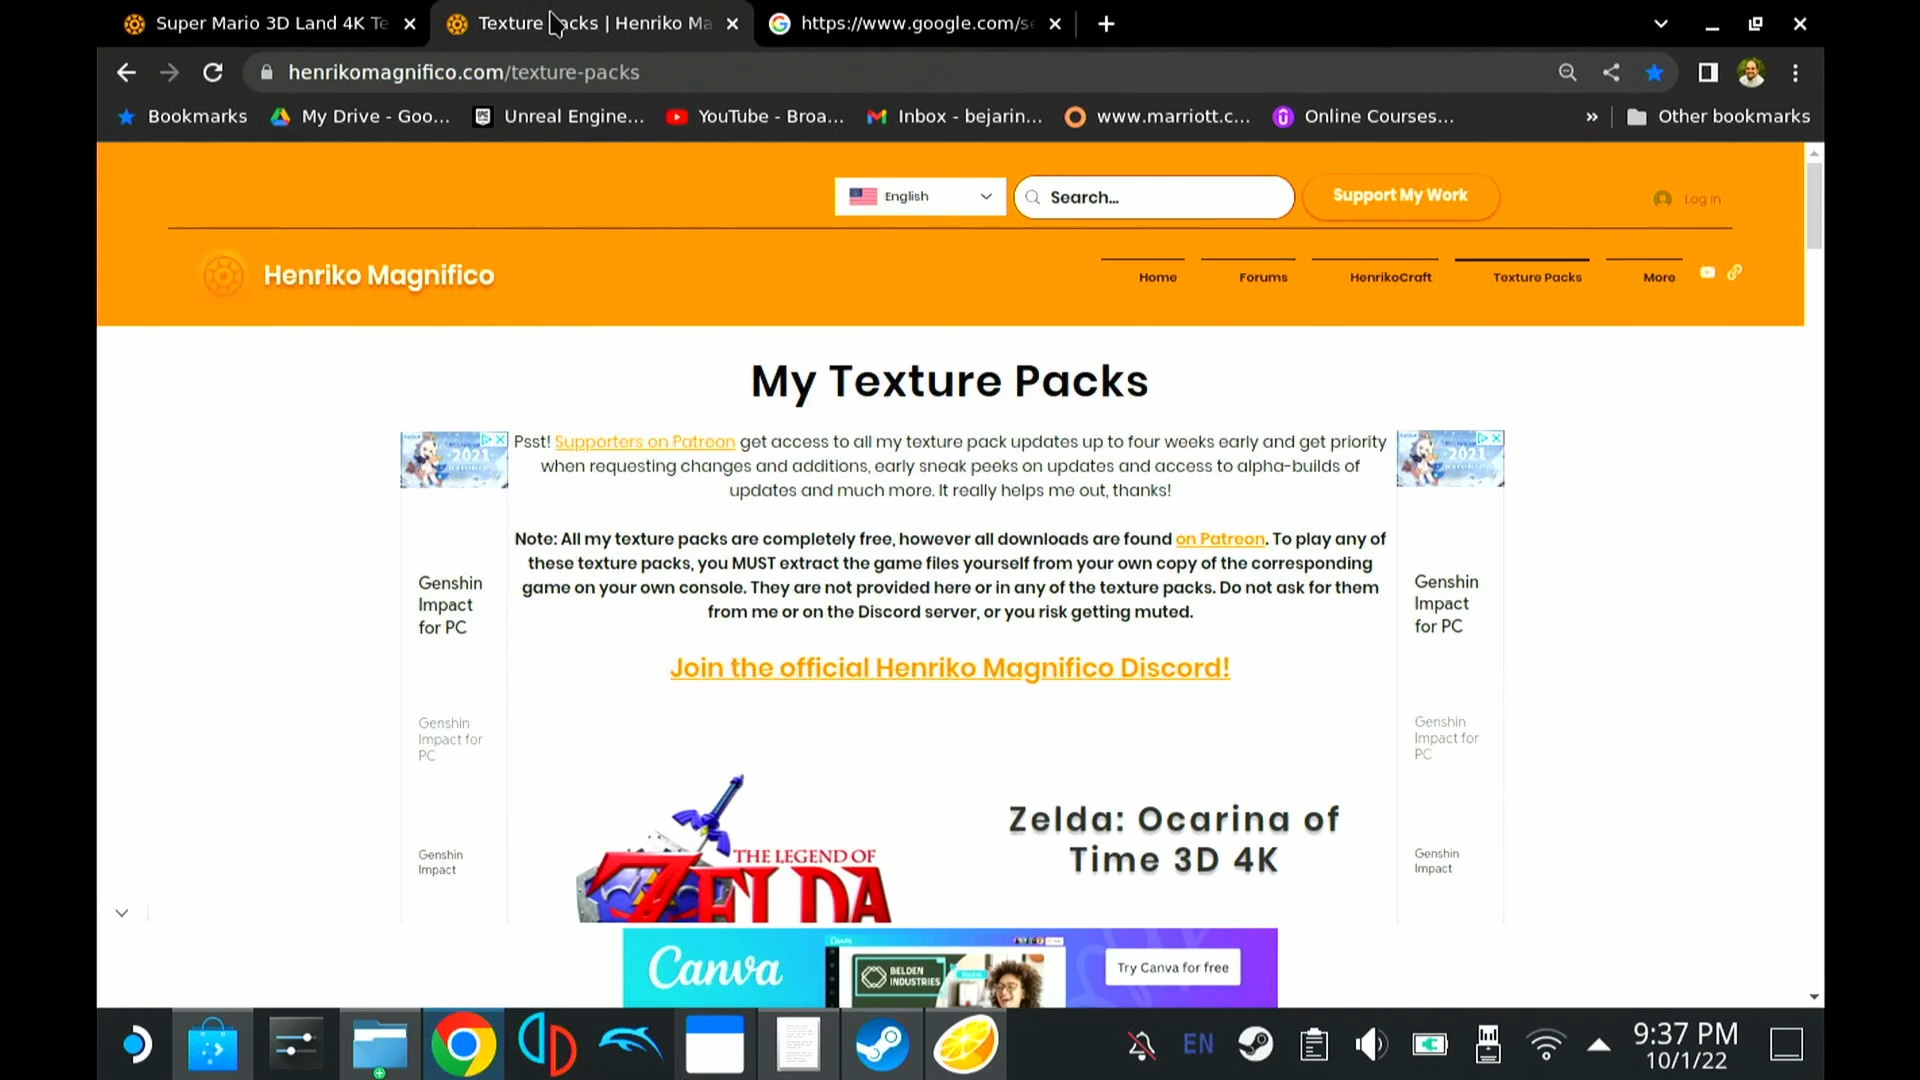 Super Mario 3D Land 4K Te
Texture Packs | Henriko Ma
https://www.google.com/se
henrikomagnifico.com/texture-packs
Bookmarks
My Drive - Goo...
Unreal Engine...
YouTube - Broa...
Inbox - bejarin...
www.marriott.c...
Online Courses...
»
Other bookmarks
English
Search...
Support My Work
Log In
Henriko Magnifico
Home
Forums
HenrikoCraft
Texture Packs
More
My Texture Packs
Psst! Supporters on Patreon get access to all my texture pack updates up to four weeks early and get priority
when requesting changes and additions, early sneak peeks on updates and access to alpha-builds of
updates and much more. It really helps me out, thanks!
Note: All my texture packs are completely free, however all downloads are found on Patreon. To play any of
these texture packs, you MUST extract the game files yourself from your own copy of the corresponding
game on your own console. They are not provided here or in any of the texture packs. Do not ask for them
from me or on the Discord server, or you risk getting muted.
Join the official Henriko Magnifico Discord!
2021
Genshin
Impact
for PC
Genshin
Impact for
PC
Genshin
Impact
2021
Genshin
Impact
for PC
Genshin
Impact for
PC
Genshin
Impact
THE LEGEND OF
ZELDA
Zelda: Ocarina of
Time 3D 4K
Canva
BELDEN
INDUSTRIES
Try Canva for free
EN
9:37 PM
10/1/22